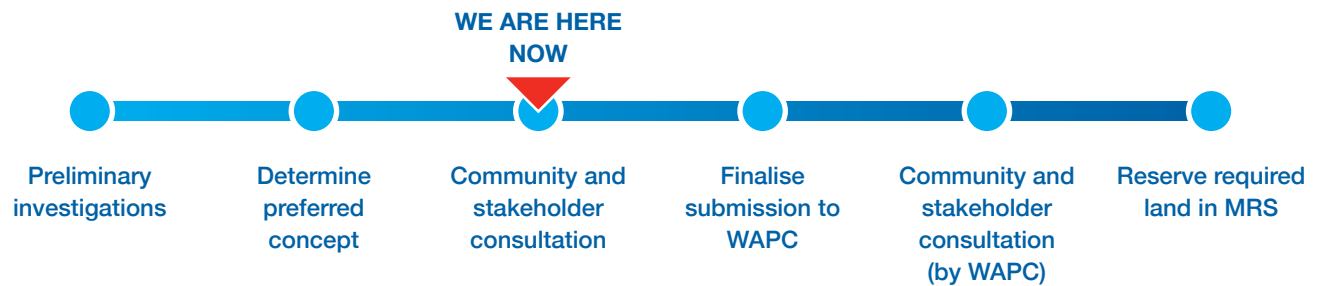 WE ARE HERE
NOW
Preliminary
investigations
Determine
preferred
concept
Community and
stakeholder
consultation
Finalise
submission to
WAPC
Community and
stakeholder
consultation
(by WAPC)
Reserve required
land in MRS